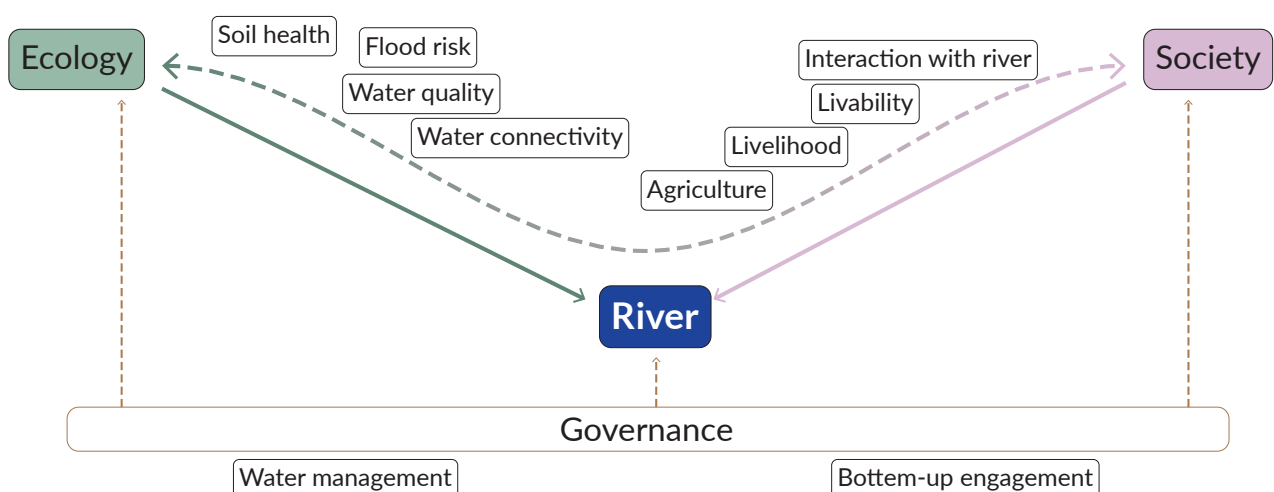 Ecology
Soil health
Flood risk
Water quality
Water connectivity
Interaction with river
Livability
Livelihood
Agriculture
Society
River
Governance
Water management
Bottem-up engagement